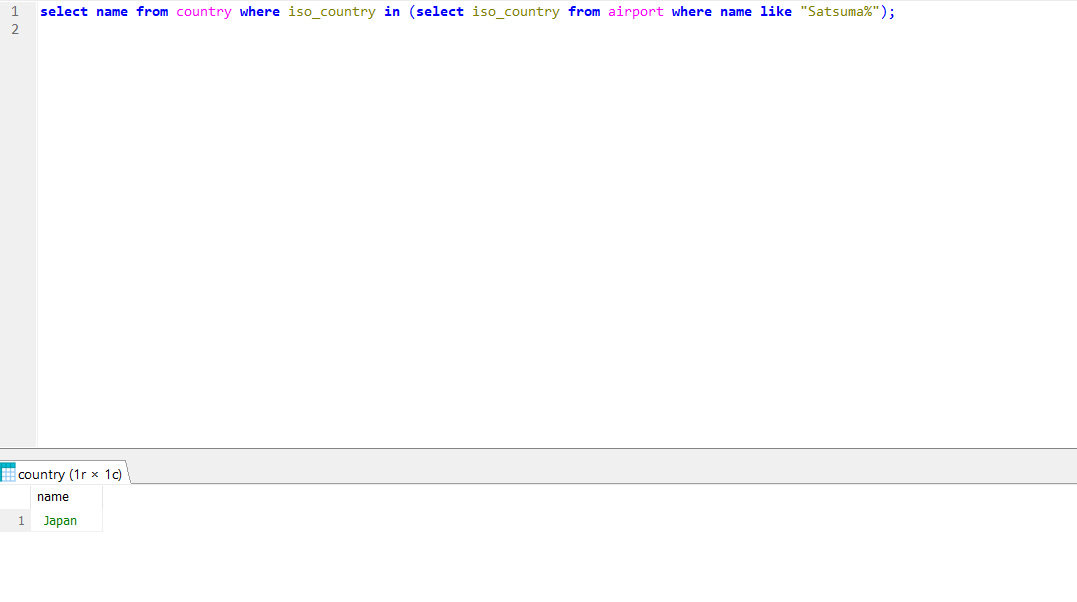 1 select name from country where iso_country in (select iso_country from airport where name like "Satsuma%");
2
country (1r × 1c)
name
1 Japan